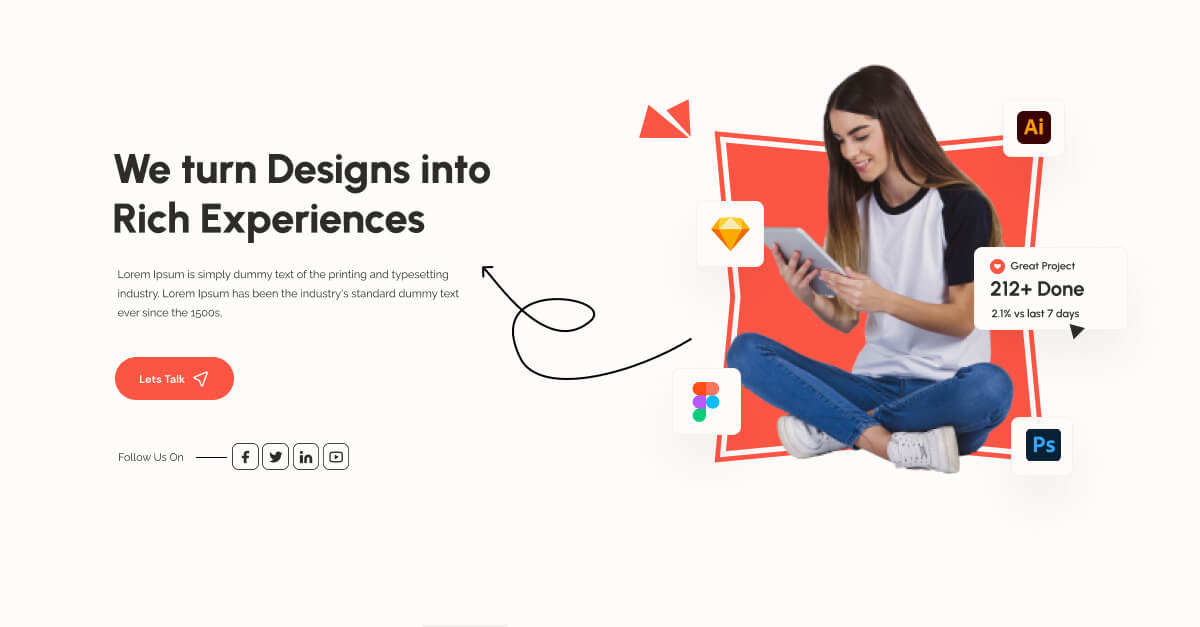 We turn Designs into
Rich Experiences
Lorem Ipsum is simply dummy text of the printing and typesetting
industry. Lorem Ipsum has been the industry's standard dummy text
ever since the 1500s,
Lets Talk
Follow Us On
f
in
Ai
Great Project
212+ Done
2.1% vs last 7 days
Ps